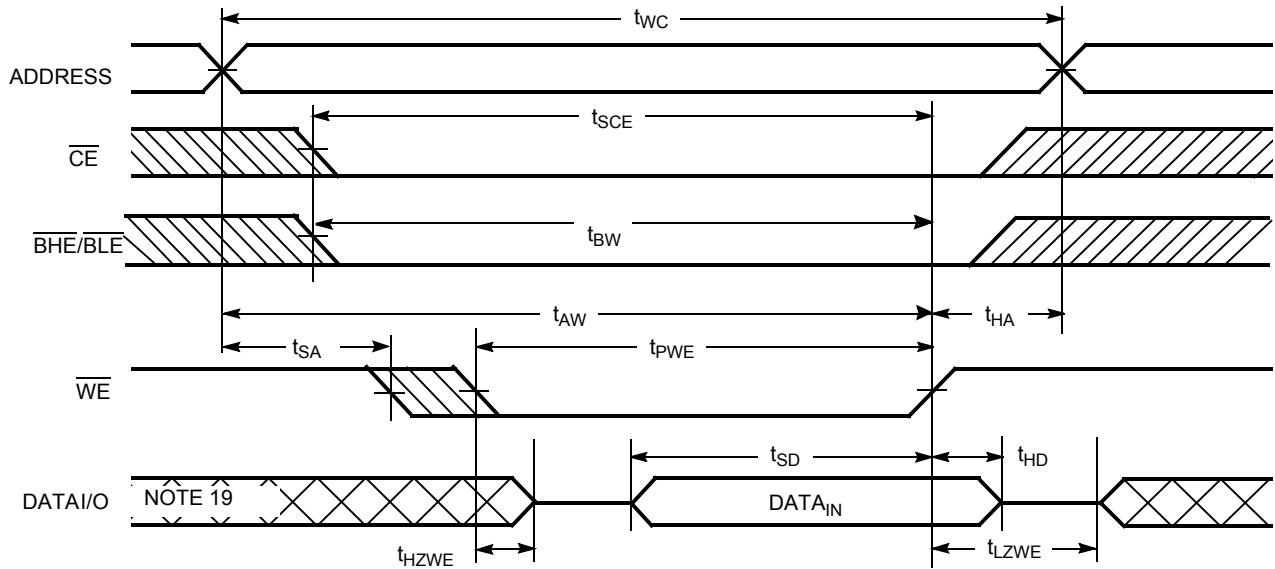 tWC
ADDRESS
tSCE
CE
tBW
BHE/BLE
tAW
tHA
tSA
tPWE
WE
tSD
tHD
DATAI/O
NOTE 19
DATAIN
tHZWE
tLZWE